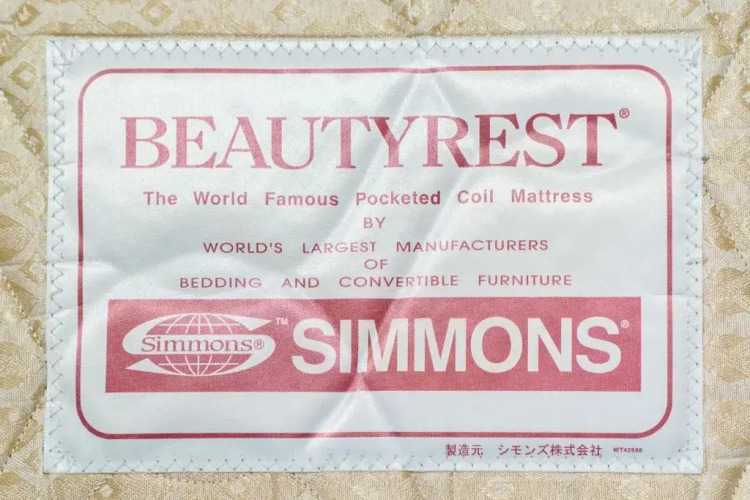 BEAUTYREST®
The World Famous Pocketed Coil Mattress
BY
WORLD'S LARGEST MANUFACTURERS
OF
BEDDING AND CONVERTIBLE FURNITURE
Simmons® ™ SIMMONS®
製造元 シモンズ株式会社 WT42598